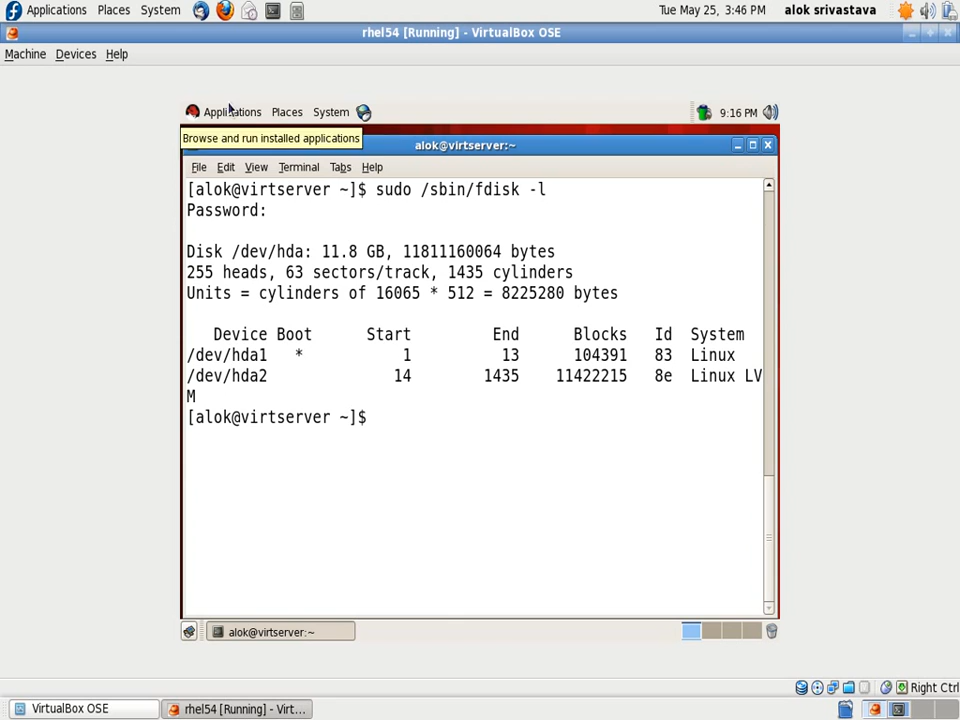 Applications Places System Tue May 25, 3:46 PM alok srivastava
rhel54 [Running] - VirtualBox OSE
Machine Devices Help
Applications Places System 9:16 PM
Browse and run installed applications
alok@virtserver:~
File Edit View Terminal Tabs Help
[alok@virtserver ~]$ sudo /sbin/fdisk -l
Password:
Disk /dev/hda: 11.8 GB, 11811160064 bytes
255 heads, 63 sectors/track, 1435 cylinders
Units = cylinders of 16065 * 512 = 8225280 bytes
Device Boot Start End Blocks Id System
/dev/hda1 * 1 13 104391 83 Linux
/dev/hda2 14 1435 11422215 8e Linux LV
M
[alok@virtserver ~]$
alok@virtserver:~
Right Ctrl
VirtualBox OSE rhel54 [Running] - Virt...